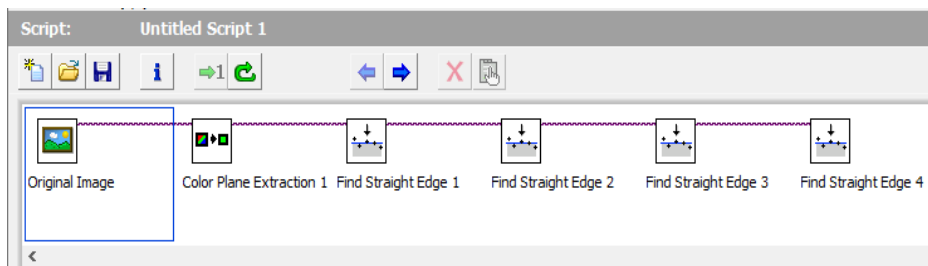 Script: Untitled Script 1
1
Original Image Color Plane Extraction 1 Find Straight Edge 1 Find Straight Edge 2 Find Straight Edge 3 Find Straight Edge 4